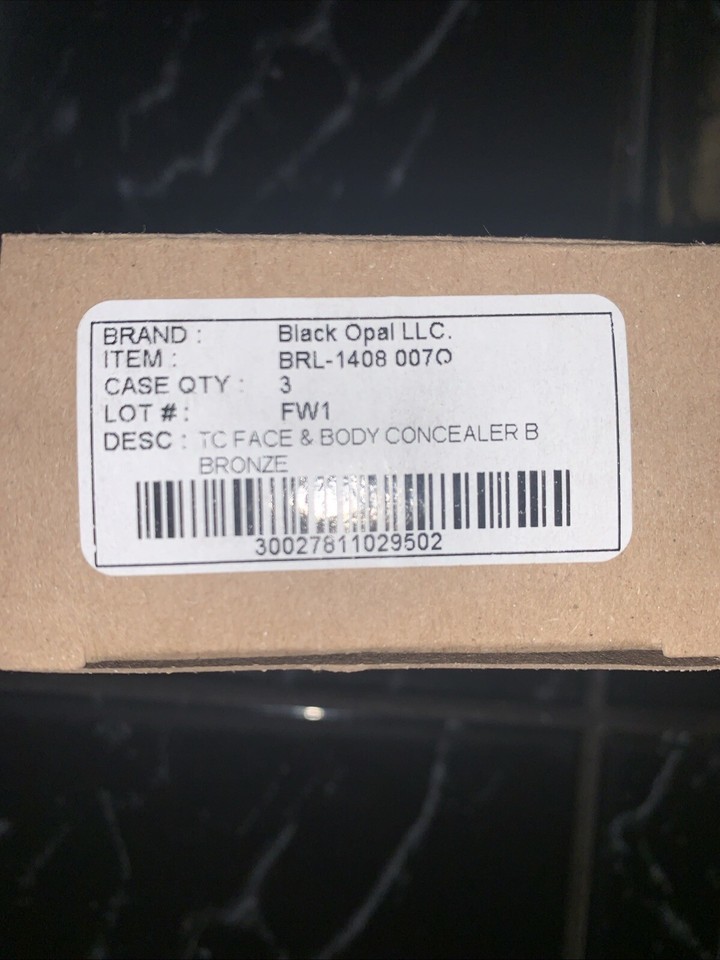 BRAND : Black Opal LLC.
ITEM : BRL-1408 007O
CASE QTY : 3
LOT # : FW1
DESC : TC FACE & BODY CONCEALER B
BRONZE
30027811029502